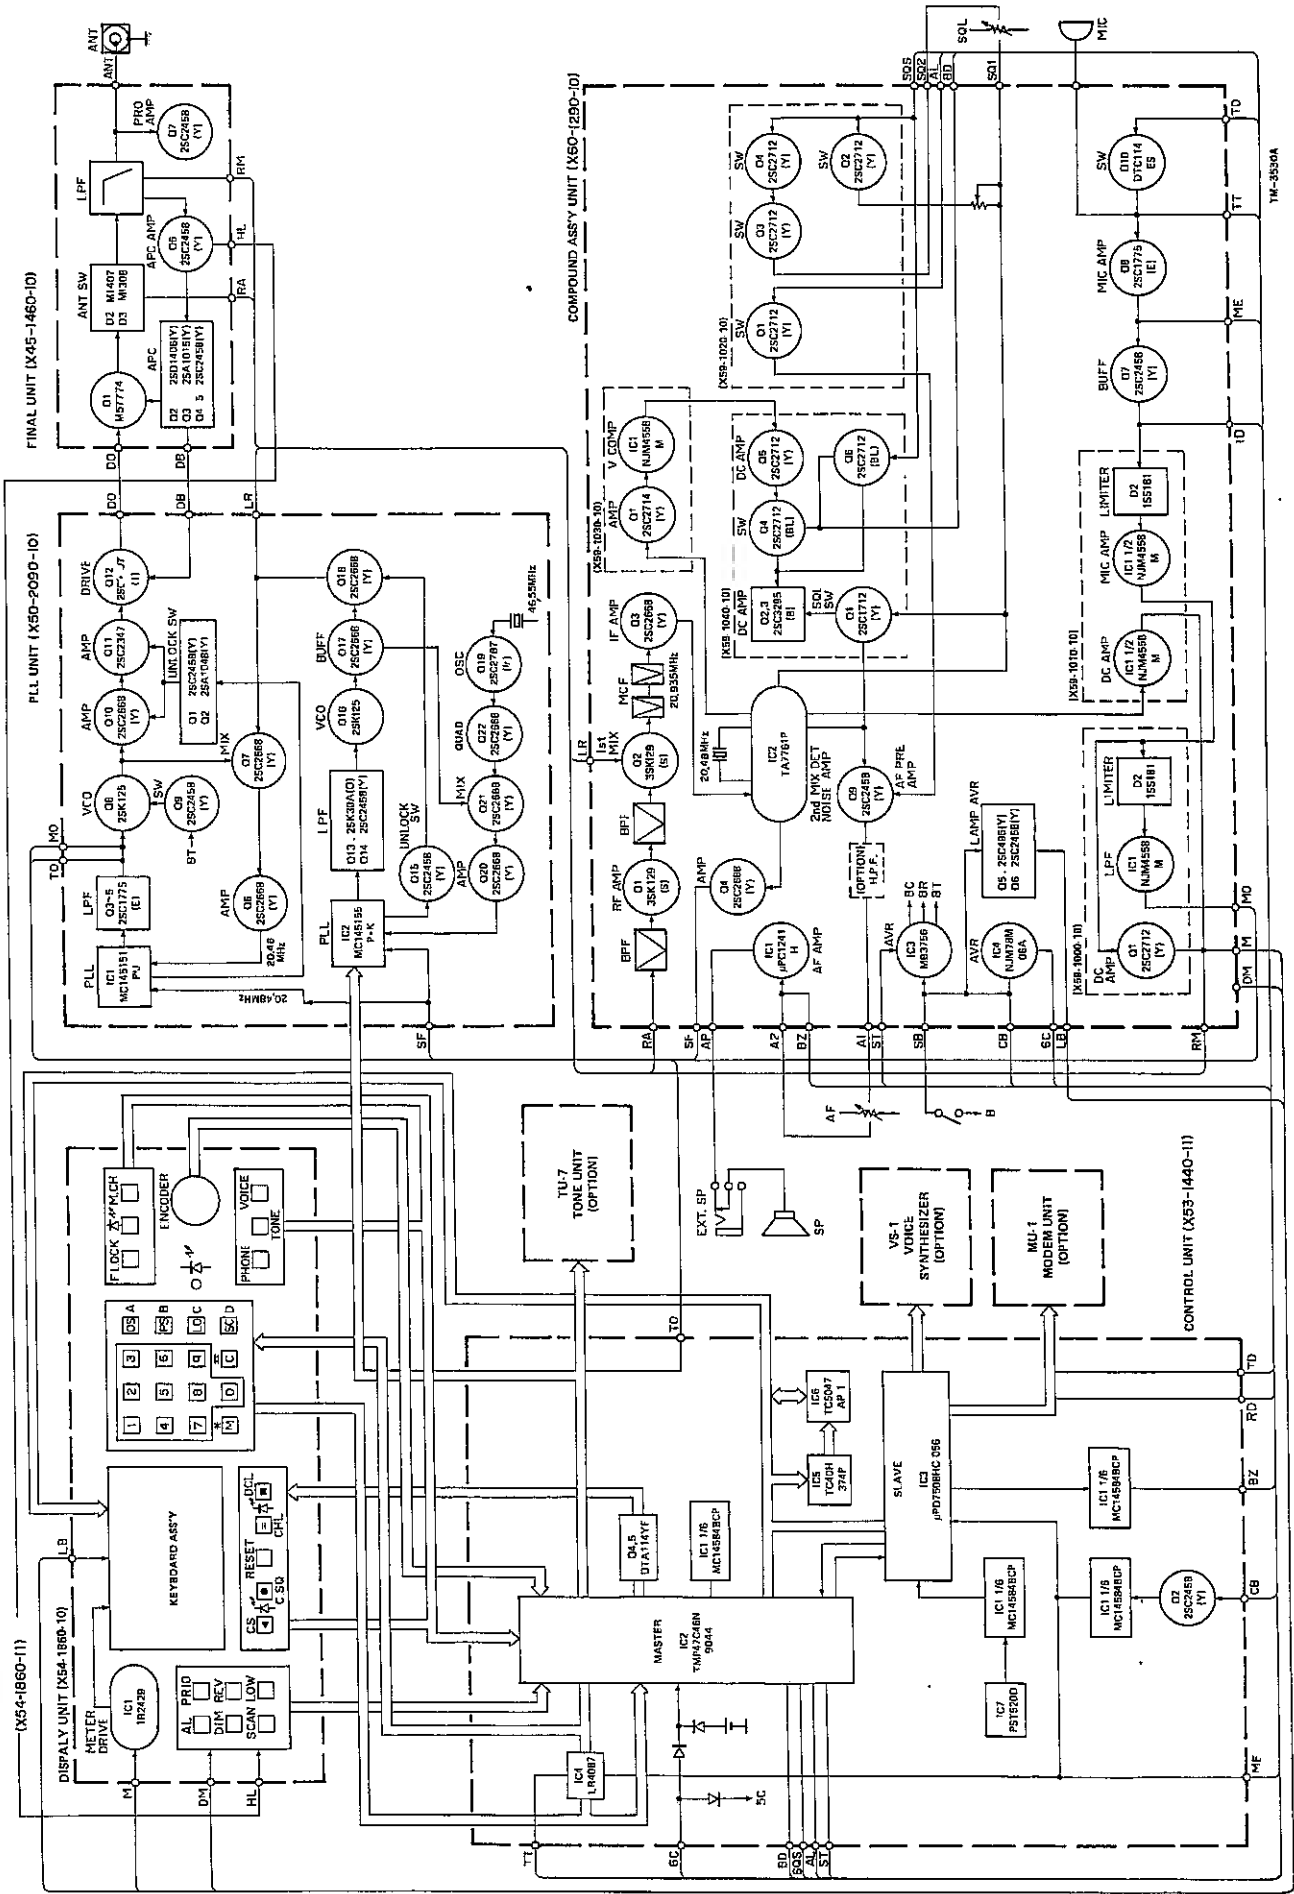 (X54-1860-11)
DISPALY UNIT (X54-1860-10)
METER DRIVE
IC1
IR2429
AL PRIO
DIM REV
SCAN LOW
M
DM
HL
LB
KEYBOARD ASS'Y
CS CSQ RESET CHL DCL
1 2 3 OS A
4 5 6 PS B
7 8 9 LO C
* M 0 # C SC D
F.LOCK M.CH
ENCODER
PHONE TONE VOICE
PLL UNIT (X50-2090-10)
TO MO
PLL
IC1
MC145151
PU
LPF
Q3~5
2SC1775
(E)
VCO
Q8
2SK125
SW
Q9
2SC2458
(Y)
BT
AMP
Q10
2SC2668
(Y)
AMP
Q11
2SC2347
DRIVE
Q12
UNLOCK SW
Q1 2SC2458(Y)
Q2 2SA1048(Y)
MIX
Q7
2SC2668
(Y)
AMP
Q6
2SC2668
(Y)
20.48
MHz
20.48MHz
PLL
IC2
MC145155
P-K
LPF
Q13 - 2SK30A(O)
Q14 2SC2458(Y)
VCO
Q16
2SK125
BUFF
Q17
2SC2668
(Y)
Q18
2SC2668
(Y)
UNLOCK
SW
Q15
2SC2458
(Y)
AMP
Q20
2SC2668
(Y)
MIX
Q21
2SC2668
(Y)
QUAD
Q22
2SC2668
(Y)
OSC
Q19
2SC2787
46.55MHz
SF
DO
DB
LR
FINAL UNIT (X45-1460-10)
DO
DB
Q1
M57774
ANT SW
D2 MI407
D3 MI308
APC
Q2 2SD1406(Y)
Q3 2SA1015(Y)
Q4 5 2SC2458(Y)
LPF
APC AMP
Q6
2SC2458
(Y)
PRO
AMP
Q7
2SC2458
(Y)
ANT
ANT
RA
HL
RM
COMPOUND ASS'Y UNIT (X60-1290-10)
LR
RA
BPF
RF AMP
Q1
3SK129
(S)
BPF
1st
MIX
Q2
3SK129
(S)
MCF
20.935MHz
IF AMP
Q3
2SC2668
(Y)
(X59-1030-10)
AMP
Q1
2SC2714
(Y)
V COMP
IC1
NJM4558
M
SF
AP
AMP
Q4
2SC2668
(Y)
IC1
µPC1241
H
AF AMP
20.48MHz
IC2
TA7761P
2nd MIX DET
NOISE AMP
(X59-1040-10)
DC AMP
Q2,3
2SC3295
(B)
SW
Q4
2SC2712
(BL)
DC AMP
Q5
2SC2712
(Y)
Q6
2SC2712
(BL)
SQL
SW
Q1
2SC1712
(Y)
(X59-1020-10)
SW
Q1
2SC2712
(Y)
SW
Q3
2SC2712
(Y)
SW
Q4
2SC2712
(Y)
SW
Q2
2SC2712
(Y)
SQS
SQ2
AL
BD
SQ1
SQL
MIC
A2
BZ
AI
ST
(OPTION)
H.P.F.
Q9
2SC2458
(Y)
AF PRE
AMP
SB
AVR
IC3
MB3756
BC
BR
BT
LAMP AVR
Q5 - 2SC496(Y)
Q6 2SC2458(Y)
CB
AVR
IC4
NJM78M
06A
6C
LB
(X59-1000-10)
DC
AMP
Q1
2SC2712
(Y)
LPF
IC1
NJM4558
M
LIMITER
D2
1SS181
(X59-1010-10)
DC AMP
IC1 1/2
NJM4558
M
MIC AMP
IC1 1/2
NJM4558
M
LIMITER
D2
1SS181
BUFF
Q7
2SC2458
(Y)
MIC AMP
Q8
2SC1775
(E)
SW
Q10
DTC114
ES
RM
DM
M
MO
ME
TT
TD
TM-3530A
TU-7
TONE UNIT
(OPTION)
EXT. SP
SP
AF
B
VS-1
VOICE
SYNTHESIZER
(OPTION)
MU-1
MODEM UNIT
(OPTION)
CONTROL UNIT (X53-1440-11)
TO
IC4
LR4087
MASTER
IC2
TMP47C46N
9044
Q4,5
DTA114YF
IC1 1/6
MC14584BCP
IC5
TC40H
374P
IC6
TC5047
AP 1
SLAVE
IC3
µPD7508HC 056
IC7
PST520D
IC1 1/6
MC14584BCP
IC1 1/6
MC14584BCP
IC1 1/6
MC14584BCP
Q2
2SC2458
(Y)
5C
TT
6C
BD
SQS
AL
ST
ME
CB
BZ
RD
TD